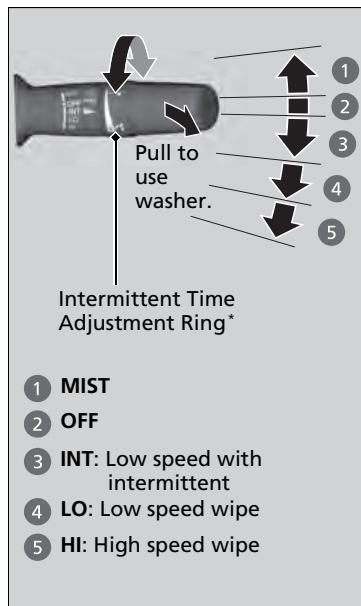 1
2
3
4
5
Pull to
use
washer.
Intermittent Time
Adjustment Ring*
1 MIST
2 OFF
3 INT: Low speed with
intermittent
4 LO: Low speed wipe
5 HI: High speed wipe